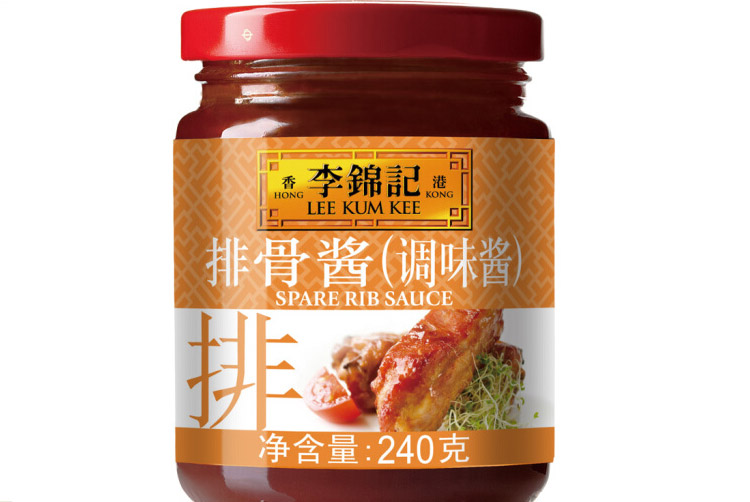 香港 李錦記
HONG KONG
LEE KUM KEE
排骨酱(调味酱)
SPARE RIB SAUCE
排
净含量:240克